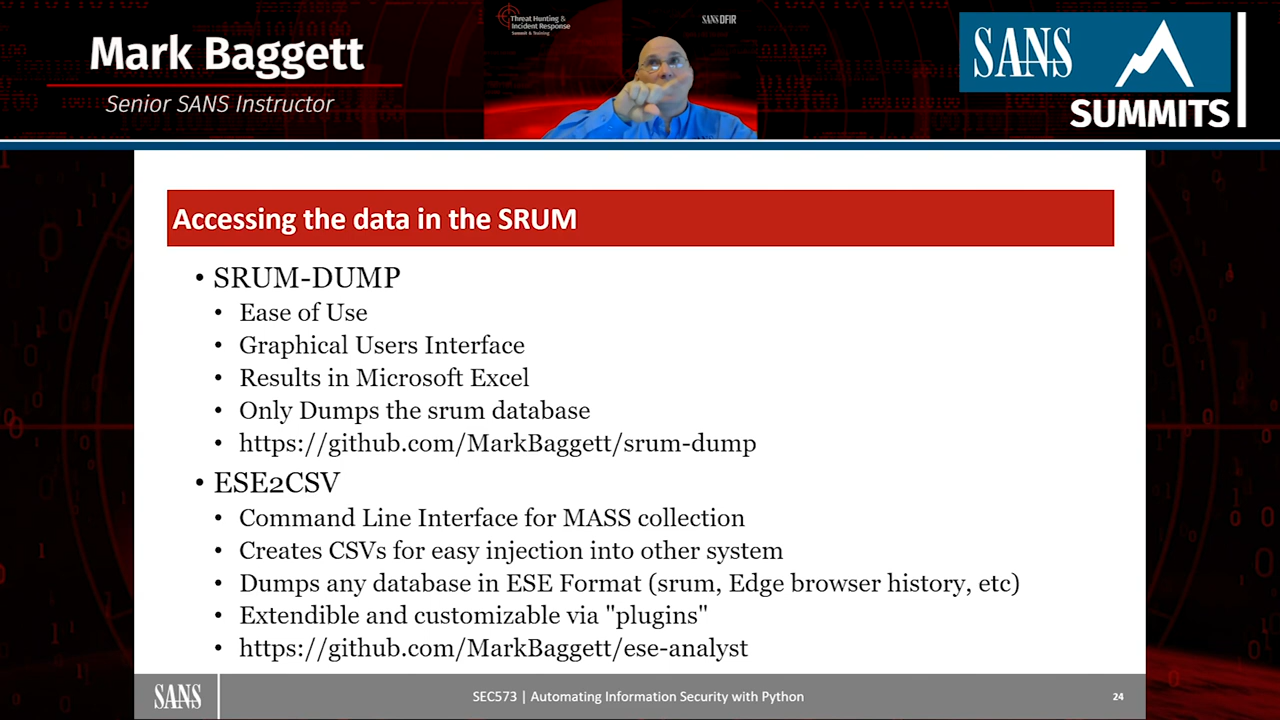 Mark Baggett
Senior SANS Instructor
Threat Hunting &
Incident Response
Summit & Training
SANS DFIR
SANS
SUMMITS
Accessing the data in the SRUM
• SRUM-DUMP
• Ease of Use
• Graphical Users Interface
• Results in Microsoft Excel
• Only Dumps the srum database
• https://github.com/MarkBaggett/srum-dump
• ESE2CSV
• Command Line Interface for MASS collection
• Creates CSVs for easy injection into other system
• Dumps any database in ESE Format (srum, Edge browser history, etc)
• Extendible and customizable via "plugins"
• https://github.com/MarkBaggett/ese-analyst
SANS
SEC573 | Automating Information Security with Python
24